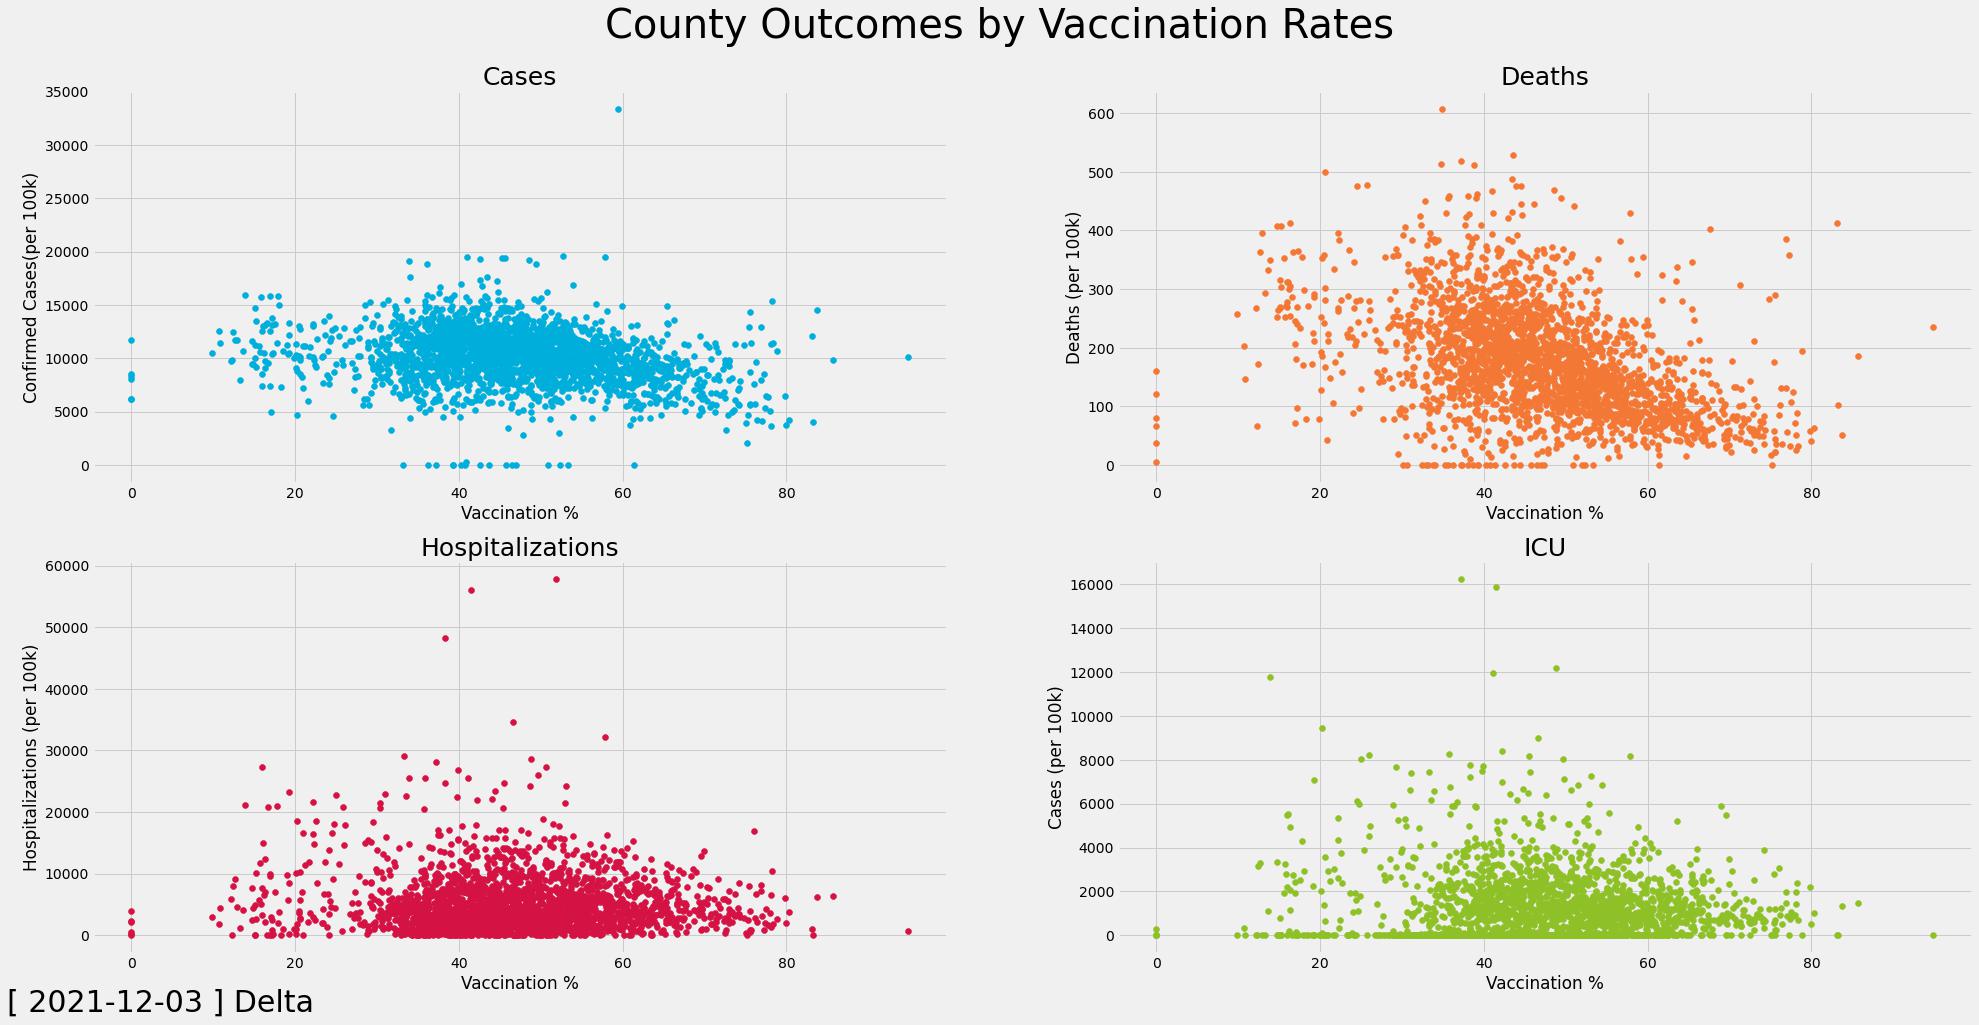 County Outcomes by Vaccination Rates
Cases
Confirmed Cases(per 100k)
35000
30000
25000
20000
15000
10000
5000
0
0 20 40 60 80
Vaccination %
Deaths
Deaths (per 100k)
600
500
400
300
200
100
0
0 20 40 60 80
Vaccination %
Hospitalizations
Hospitalizations (per 100k)
60000
50000
40000
30000
20000
10000
0
0 20 40 60 80
Vaccination %
ICU
Cases (per 100k)
16000
14000
12000
10000
8000
6000
4000
2000
0
0 20 40 60 80
Vaccination %
[ 2021-12-03 ] Delta